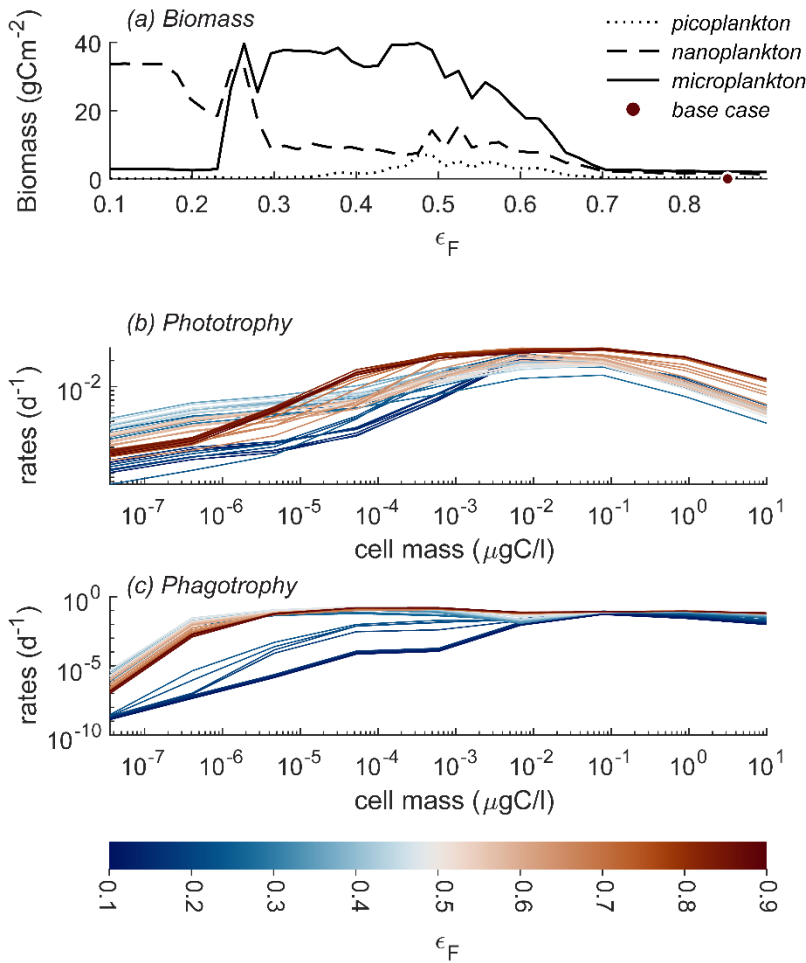 (a) Biomass
picoplankton
nanoplankton
microplankton
base case
Biomass (gCm⁻²)
40
20
0
0.1 0.2 0.3 0.4 0.5 0.6 0.7 0.8
ϵ_F
(b) Phototrophy
rates (d⁻¹)
10⁻²
10⁻⁷ 10⁻⁶ 10⁻⁵ 10⁻⁴ 10⁻³ 10⁻² 10⁻¹ 10⁰ 10¹
cell mass (μgC/l)
(c) Phagotrophy
rates (d⁻¹)
10⁰
10⁻⁵
10⁻¹⁰
10⁻⁷ 10⁻⁶ 10⁻⁵ 10⁻⁴ 10⁻³ 10⁻² 10⁻¹ 10⁰ 10¹
cell mass (μgC/l)
0.1 0.2 0.3 0.4 0.5 0.6 0.7 0.8 0.9
ϵ_F